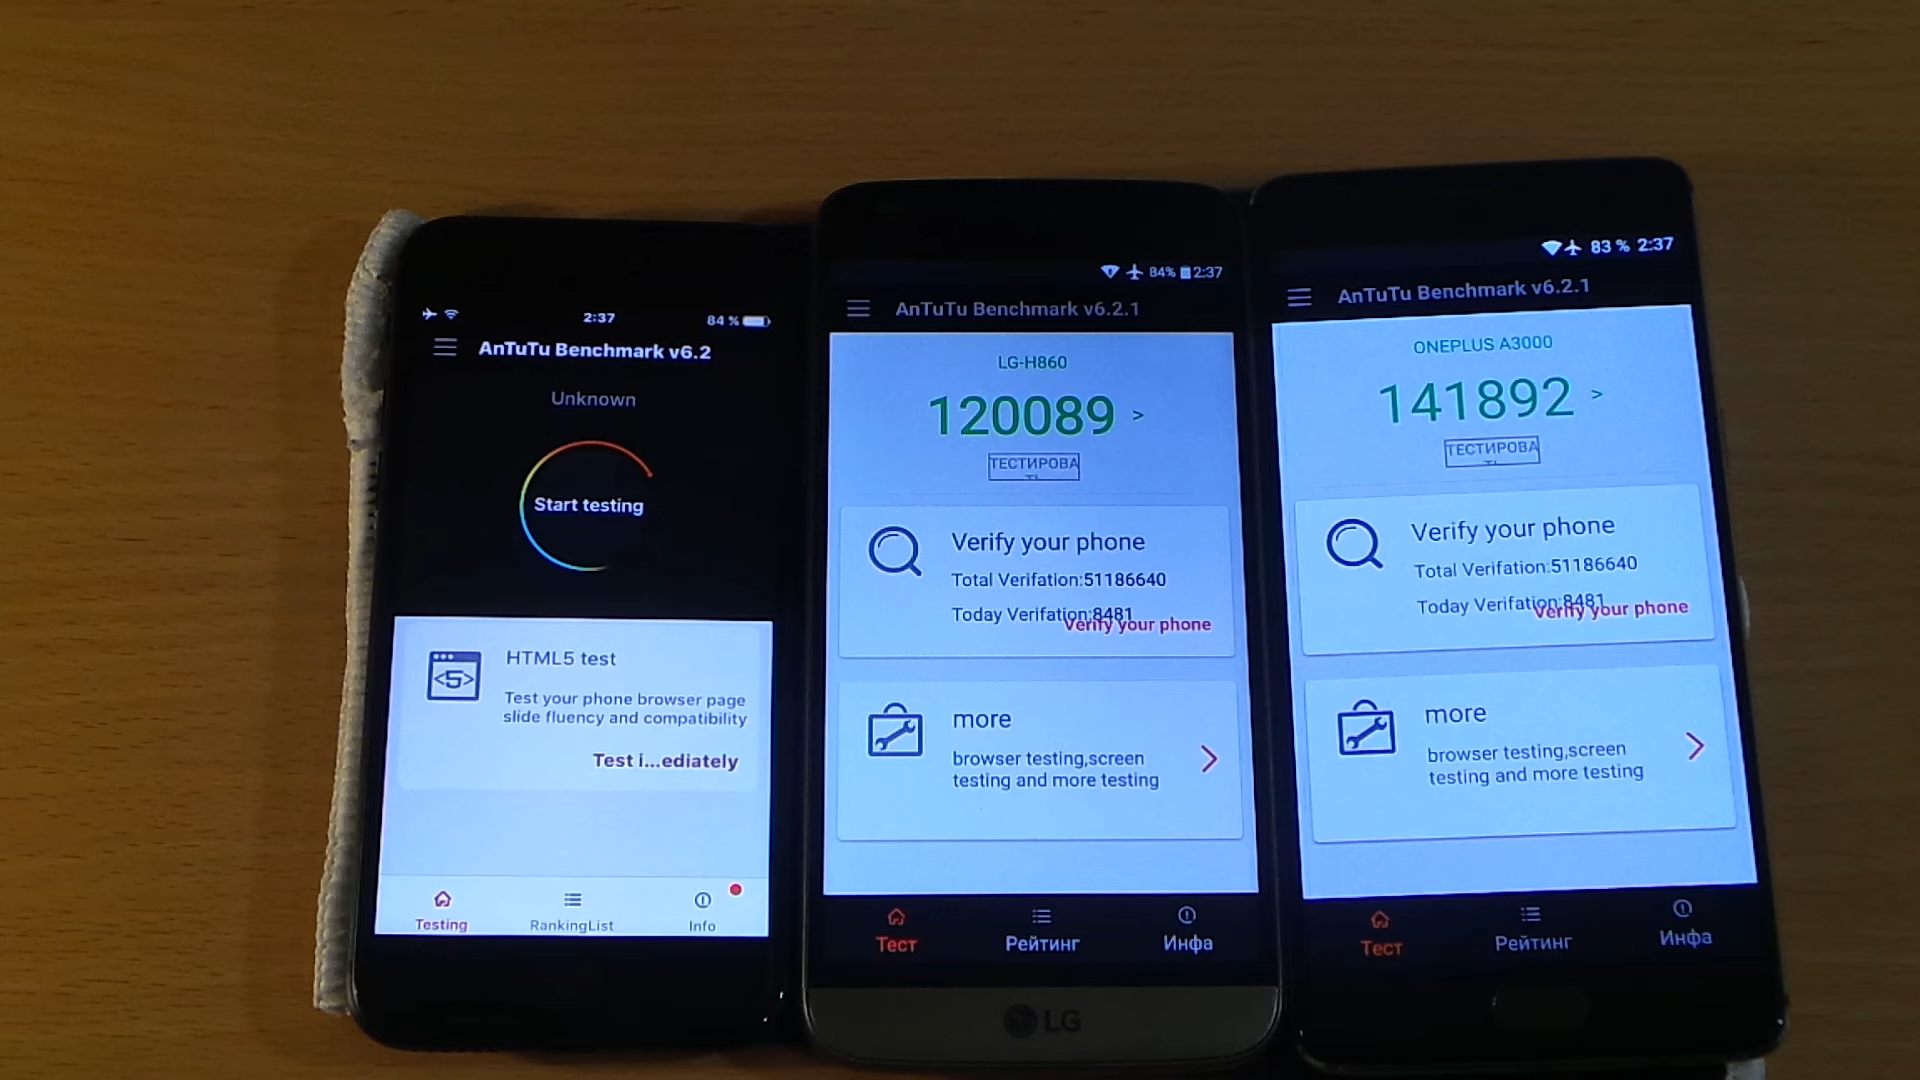 2:37
84 %
AnTuTu Benchmark v6.2
Unknown
Start testing
HTML5 test
Test your phone browser page
slide fluency and compatibility
Test i...ediately
Testing
RankingList
Info
84% 2:37
AnTuTu Benchmark v6.2.1
LG-H860
120089 >
ТЕСТИРОВА
ТЬ
Verify your phone
Total Verifation:51186640
Today Verifation:8481
Verify your phone
more
browser testing,screen
testing and more testing
Тест
Рейтинг
Инфа
LG
83 % 2:37
AnTuTu Benchmark v6.2.1
ONEPLUS A3000
141892 >
ТЕСТИРОВА
ТЬ
Verify your phone
Total Verifation:51186640
Today Verifation:8481
Verify your phone
more
browser testing,screen
testing and more testing
Тест
Рейтинг
Инфа